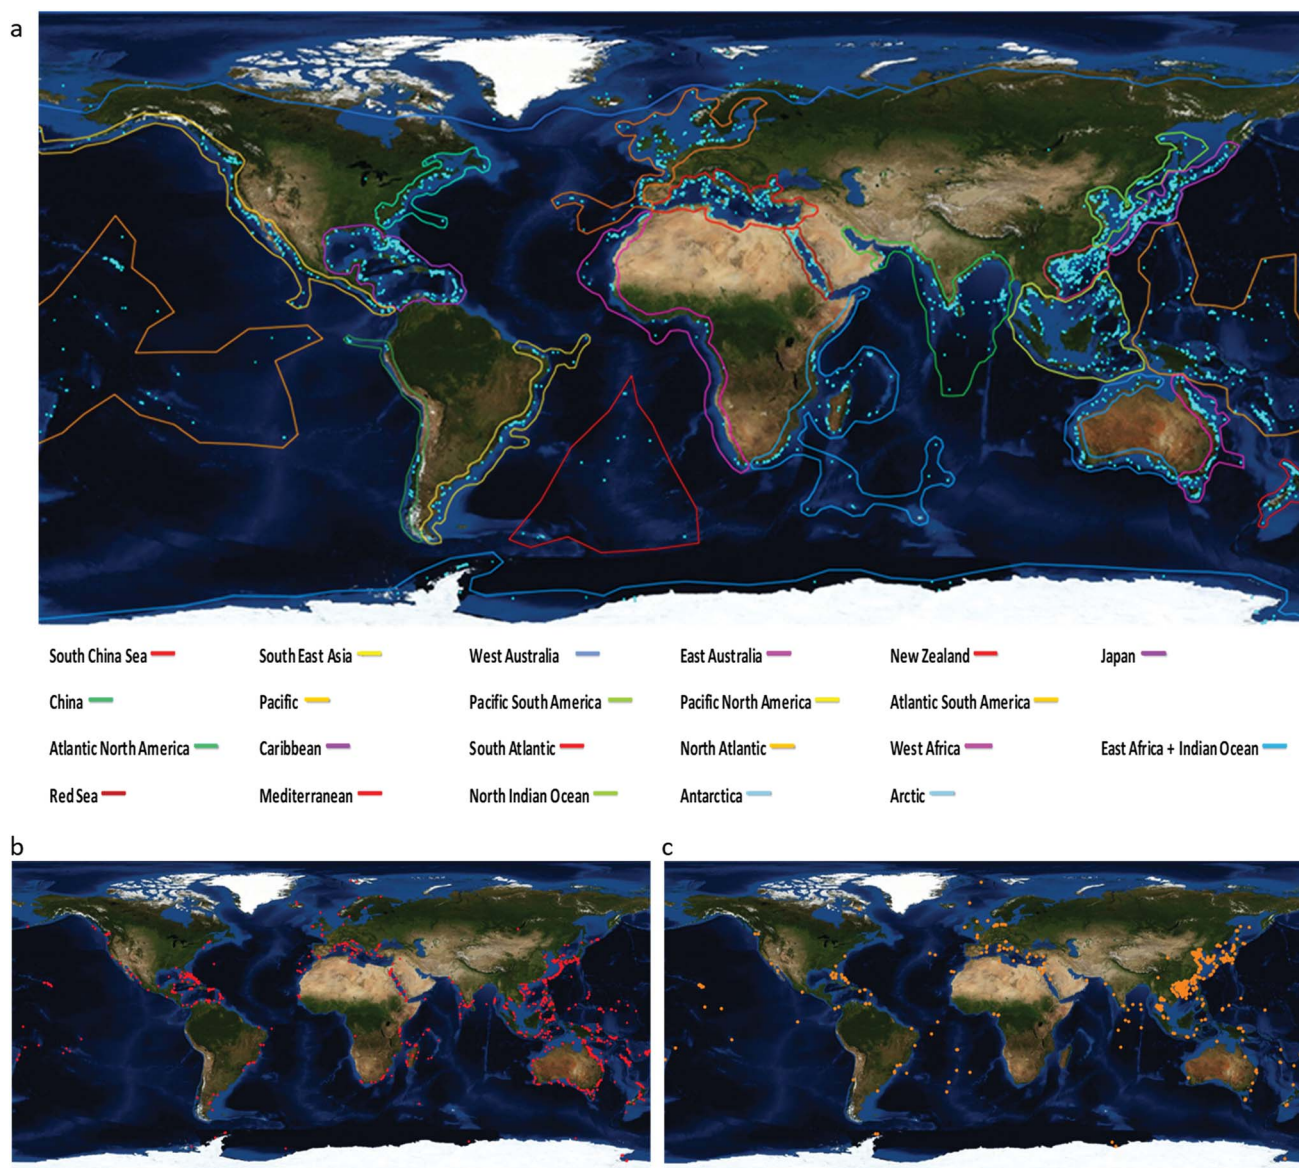 a
South China Sea South East Asia West Australia East Australia New Zealand Japan
China Pacific Pacific South America Pacific North America Atlantic South America
Atlantic North America Caribbean South Atlantic North Atlantic West Africa East Africa + Indian Ocean
Red Sea Mediterranean North Indian Ocean Antarctica Arctic
b c